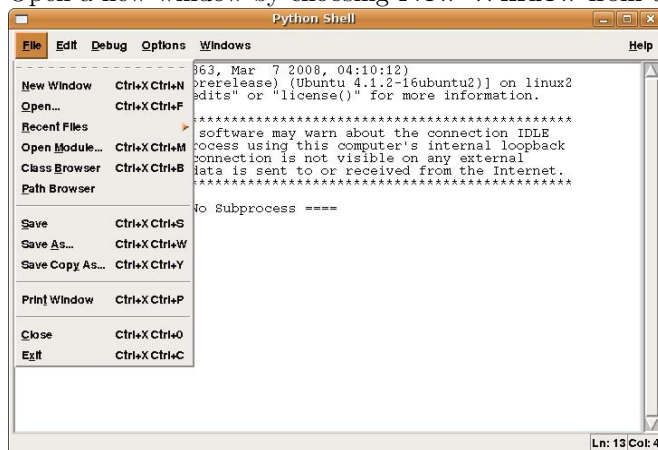 Open a new window by choosing New Window from
Python Shell
File Edit Debug Options Windows Help
New Window Ctrl+X Ctrl+N
Open... Ctrl+X Ctrl+F
Recent Files
Open Module... Ctrl+X Ctrl+M
Class Browser Ctrl+X Ctrl+B
Path Browser
Save Ctrl+X Ctrl+S
Save As... Ctrl+X Ctrl+W
Save Copy As... Ctrl+X Ctrl+Y
Print Window Ctrl+X Ctrl+P
Close Ctrl+X Ctrl+0
Exit Ctrl+X Ctrl+C
363, Mar 7 2008, 04:10:12)
prerelease) (Ubuntu 4.1.2-16ubuntu2)] on linux2
edits" or "license()" for more information.
****************************************
software may warn about the connection IDLE
rocess using this computer's internal loopback
connection is not visible on any external
data is sent to or received from the Internet.
****************************************
No Subprocess ====
Ln: 13 Col: 4